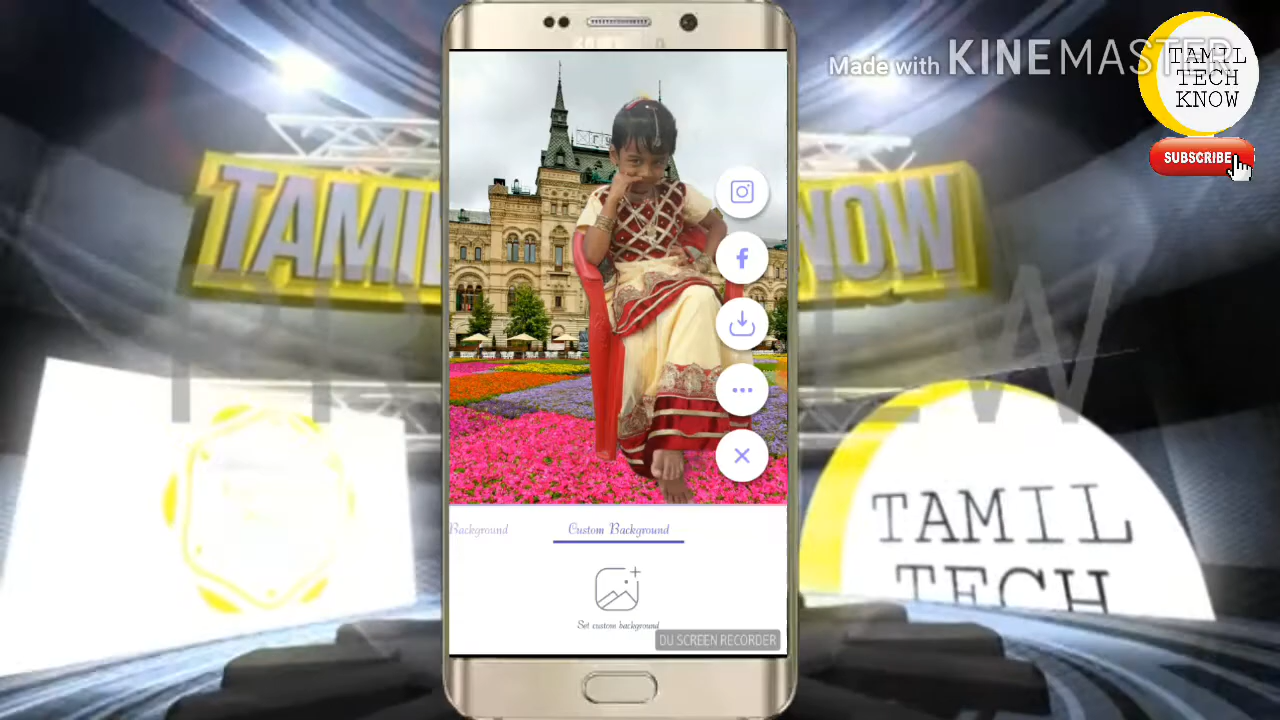 Made with KINEMASTER
TAMIL
TECH
KNOW
SUBSCRIBE
TAMIL
NOW
TAMIL
TECH
Background
Custom Background
Set custom background
DU SCREEN RECORDER